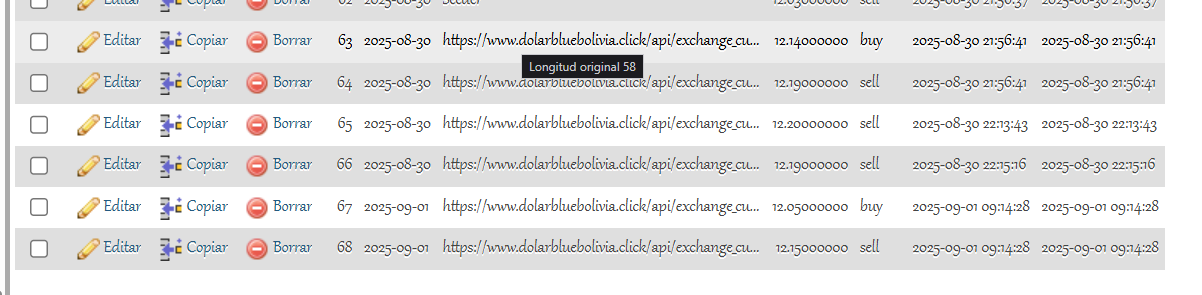 Editar Copiar Borrar 62 2025-08-30 Seeder 12.03000000 sell 2025-08-30 21:56:37 2025-08-30 21:56:37
Editar Copiar Borrar 63 2025-08-30 https://www.dolarbluebolivia.click/api/exchange_cu... 12.14000000 buy 2025-08-30 21:56:41 2025-08-30 21:56:41
Longitud original 58
Editar Copiar Borrar 64 2025-08-30 https://www.dolarbluebolivia.click/api/exchange_cu... 12.19000000 sell 2025-08-30 21:56:41 2025-08-30 21:56:41
Editar Copiar Borrar 65 2025-08-30 https://www.dolarbluebolivia.click/api/exchange_cu... 12.20000000 sell 2025-08-30 22:13:43 2025-08-30 22:13:43
Editar Copiar Borrar 66 2025-08-30 https://www.dolarbluebolivia.click/api/exchange_cu... 12.19000000 sell 2025-08-30 22:15:16 2025-08-30 22:15:16
Editar Copiar Borrar 67 2025-09-01 https://www.dolarbluebolivia.click/api/exchange_cu... 12.05000000 buy 2025-09-01 09:14:28 2025-09-01 09:14:28
Editar Copiar Borrar 68 2025-09-01 https://www.dolarbluebolivia.click/api/exchange_cu... 12.15000000 sell 2025-09-01 09:14:28 2025-09-01 09:14:28